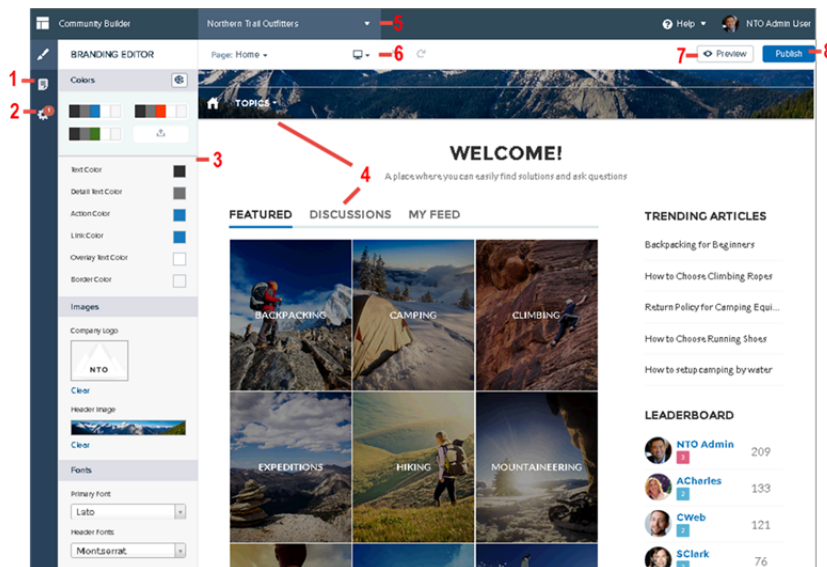 Community Builder
Northern Trail Outfitters
5
Help
NTO Admin User
BRANDING EDITOR
Page: Home
6
7
Preview
Publish
8
1
Colors
2
1
TOPICS
3
4
WELCOME!
A place where you can easily find solutions and ask questions
Text Color
Detail Text Color
Action Color
Link Color
Overlay Text Color
Border Color
FEATURED
DISCUSSIONS
MY FEED
TRENDING ARTICLES
Backpacking for Beginners
How to Choose Climbing Ropes
Return Policy for Camping Equi...
How to Choose Running Shoes
How to setup camping by water
BACKPACKING
CAMPING
CLIMBING
Images
Company Logo
NTO
Clear
Header Image
Clear
LEADERBOARD
NTO Admin
3
209
ACharles
2
133
CWeb
2
121
SClark
2
76
EXPEDITIONS
HIKING
MOUNTAINEERING
Fonts
Primary Font
Lato
Header Fonts
Montserrat